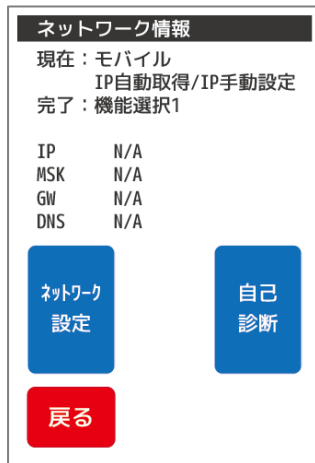 ネットワーク情報
現在：モバイル
IP自動取得/IP手動設定
完了：機能選択1
IP N/A
MSK N/A
GW N/A
DNS N/A
ﾈｯﾄﾜｰｸ
設定
自己
診断
戻る